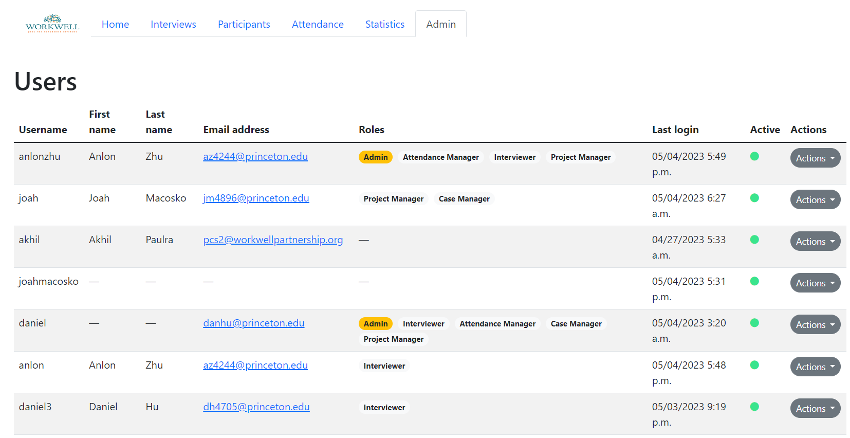 WORKWELL
Home Interviews Participants Attendance Statistics Admin
Users
Username First name Last name Email address Roles Last login Active Actions
anlonzhu Anlon Zhu az4244@princeton.edu Admin Attendance Manager Interviewer Project Manager 05/04/2023 5:49 Actions
p.m.
joah Joah Macosko jm4896@princeton.edu Project Manager Case Manager 05/04/2023 6:27 Actions
a.m.
akhil Akhil Paulra pcs2@workwellpartnership.org — 04/27/2023 5:33 Actions
a.m.
joahmacosko — — — — 05/04/2023 5:31 Actions
p.m.
daniel — — danhu@princeton.edu Admin Interviewer Attendance Manager Case Manager 05/04/2023 3:20 Actions
Project Manager a.m.
anlon Anlon Zhu az4244@princeton.edu Interviewer 05/04/2023 5:48 Actions
p.m.
daniel3 Daniel Hu dh4705@princeton.edu Interviewer 05/03/2023 9:19 Actions
p.m.